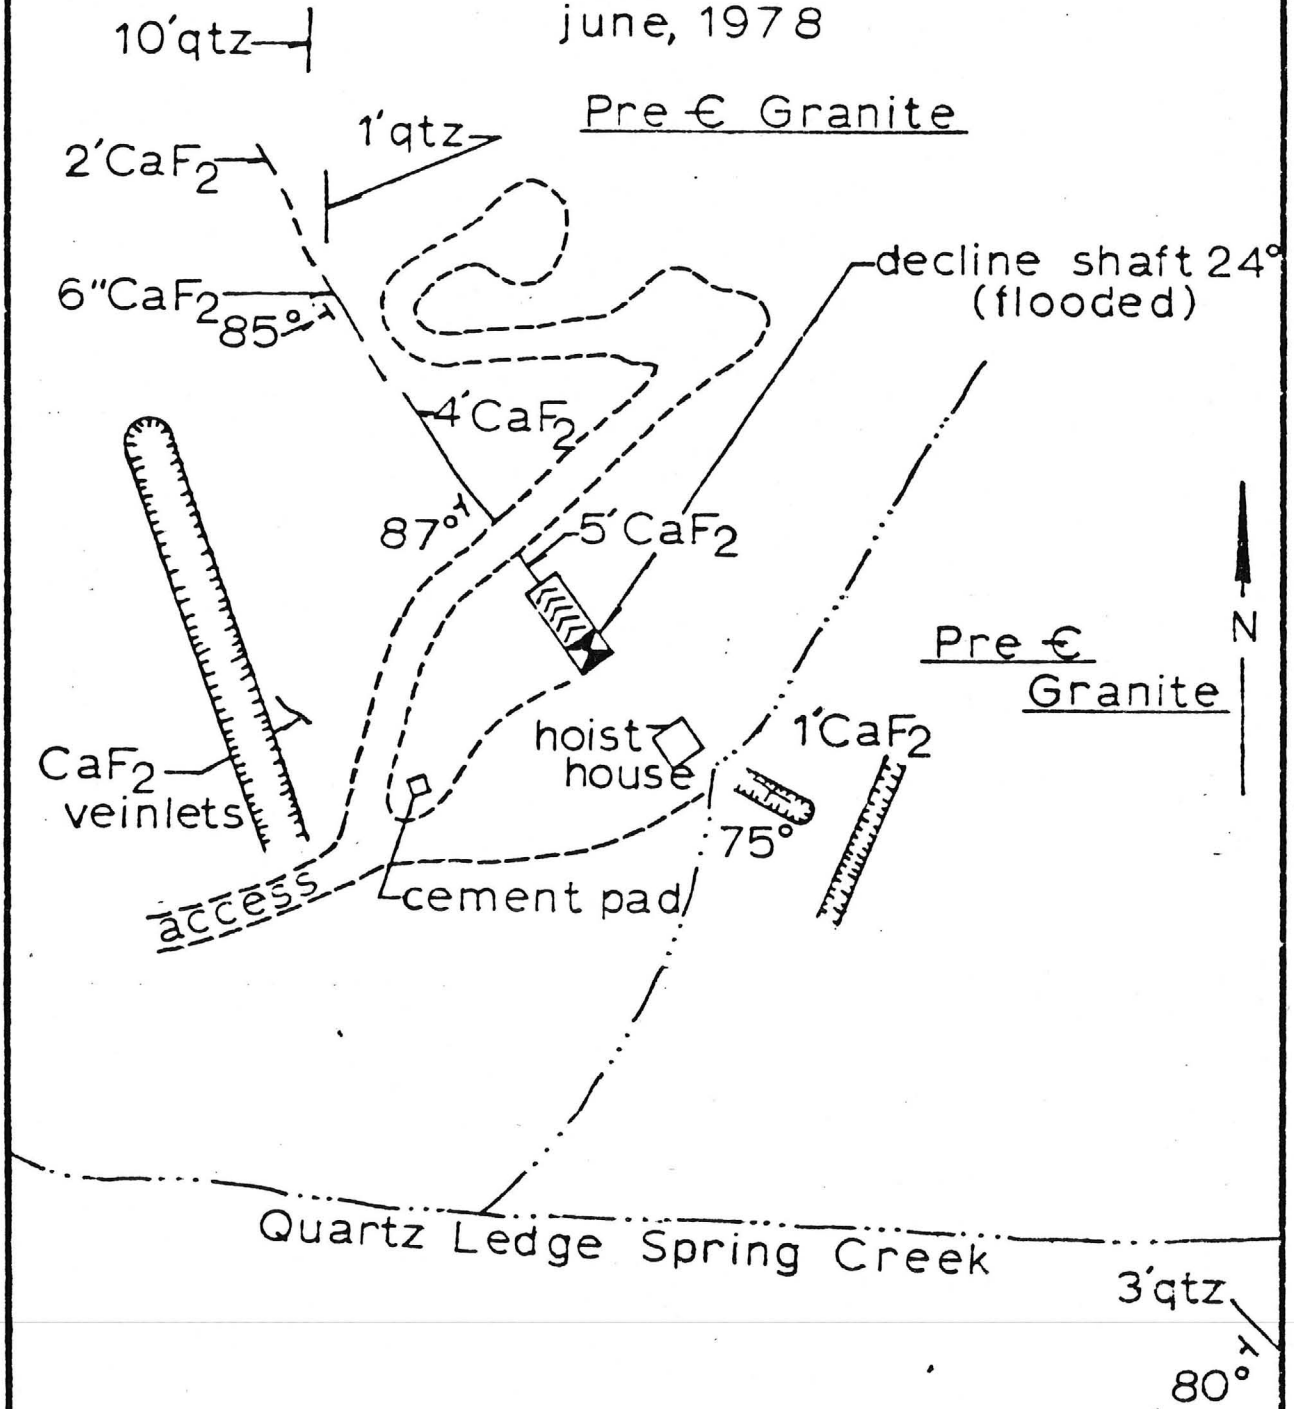 june, 1978
10'qtz
Pre Ꞓ Granite
1'qtz
2'CaF2
decline shaft 24°
(flooded)
6"CaF2
85°
4'CaF2
87°
5'CaF2
N
Pre Ꞓ
Granite
hoist
house
1'CaF2
CaF2
veinlets
75°
access
cement pad
Quartz Ledge Spring Creek
3'qtz
80°